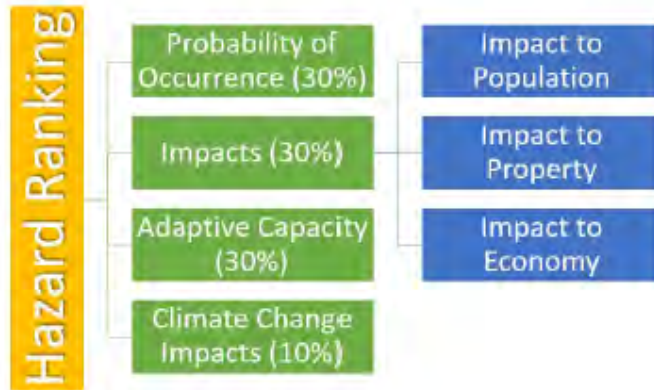 Hazard Ranking
Probability of
Occurrence (30%)
Impacts (30%)
Adaptive Capacity
(30%)
Climate Change
Impacts (10%)
Impact to
Population
Impact to
Property
Impact to
Economy